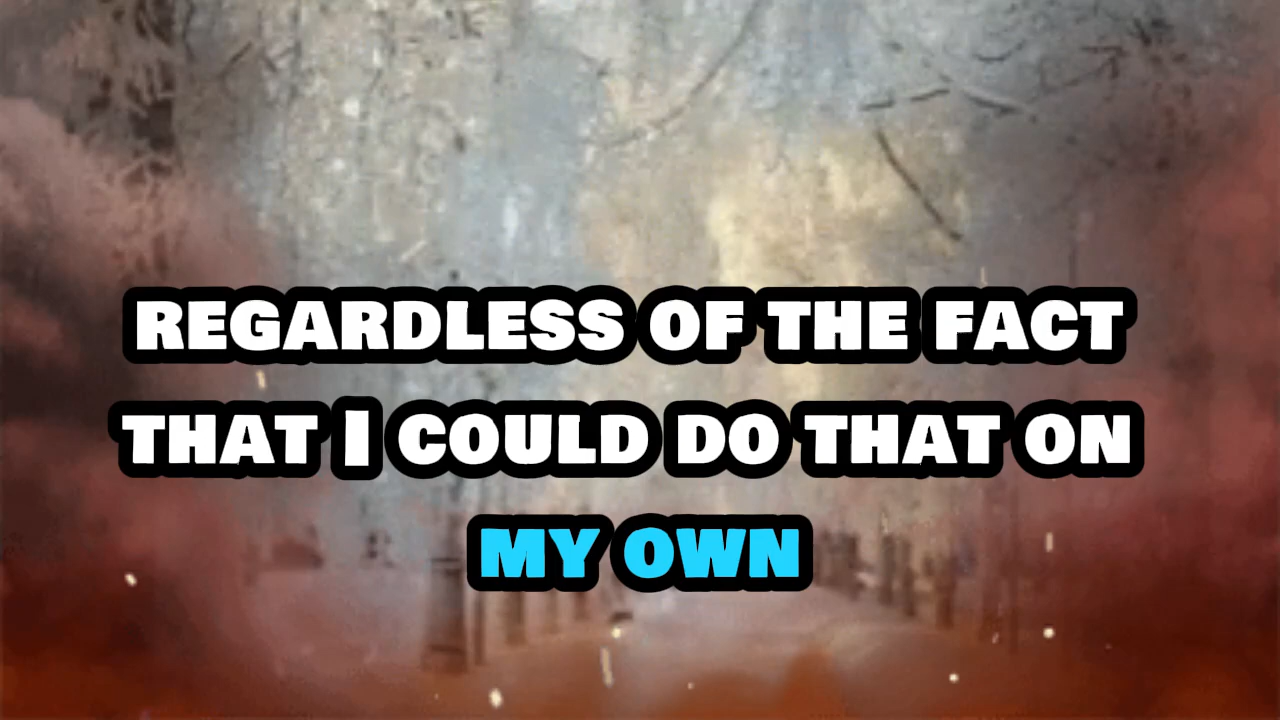 REGARDLESS OF THE FACT
THAT I COULD DO THAT ON
MY OWN